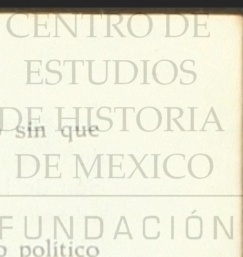 CENTRO DE
ESTUDIOS
DE HISTORIA
sin que
DE MEXICO
FUNDACIÓN
político